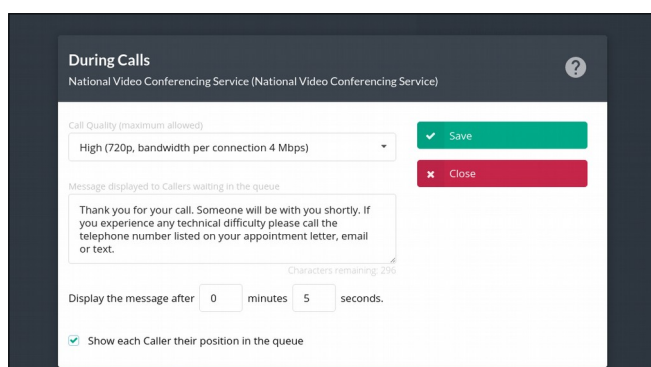 During Calls
National Video Conferencing Service (National Video Conferencing Service)
?
Call Quality (maximum allowed)
High (720p, bandwidth per connection 4 Mbps)
Save
Close
Message displayed to Callers waiting in the queue
Thank you for your call. Someone will be with you shortly. If
you experience any technical difficulty please call the
telephone number listed on your appointment letter, email
or text.
Characters remaining: 296
Display the message after 0 minutes 5 seconds.
Show each Caller their position in the queue